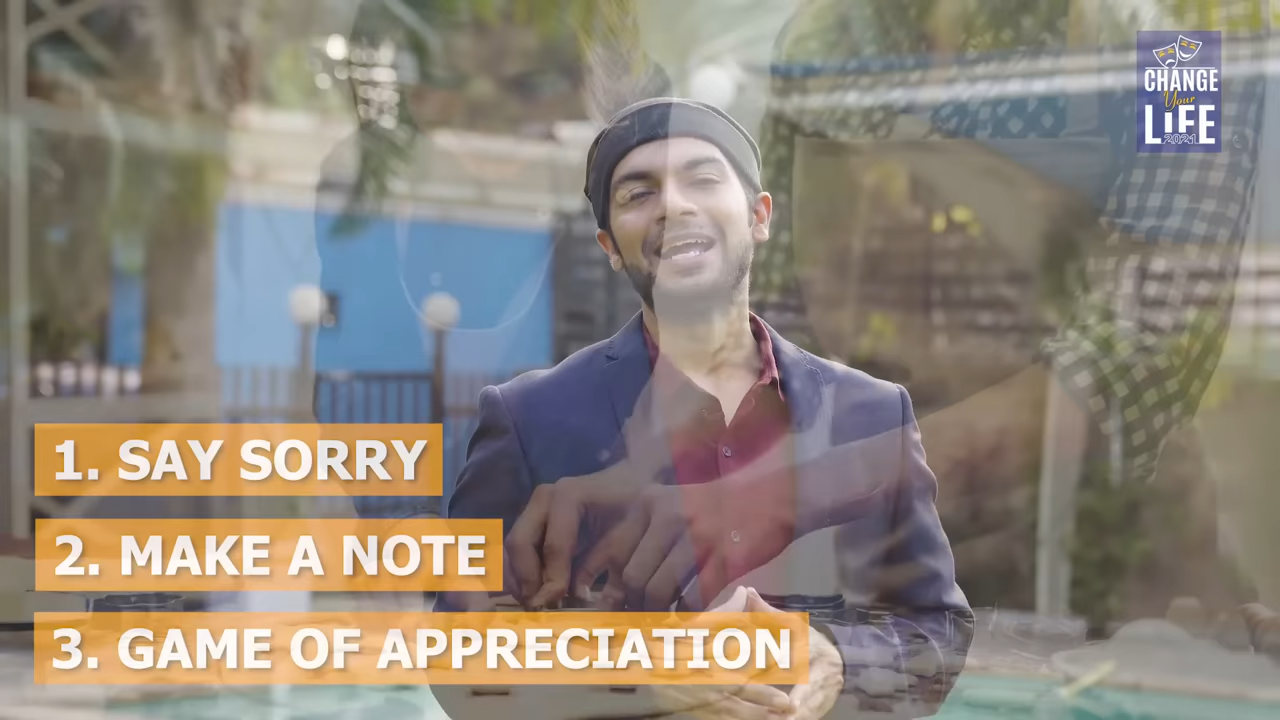 CHANGE
Your
LIFE
2021
1. SAY SORRY
2. MAKE A NOTE
3. GAME OF APPRECIATION